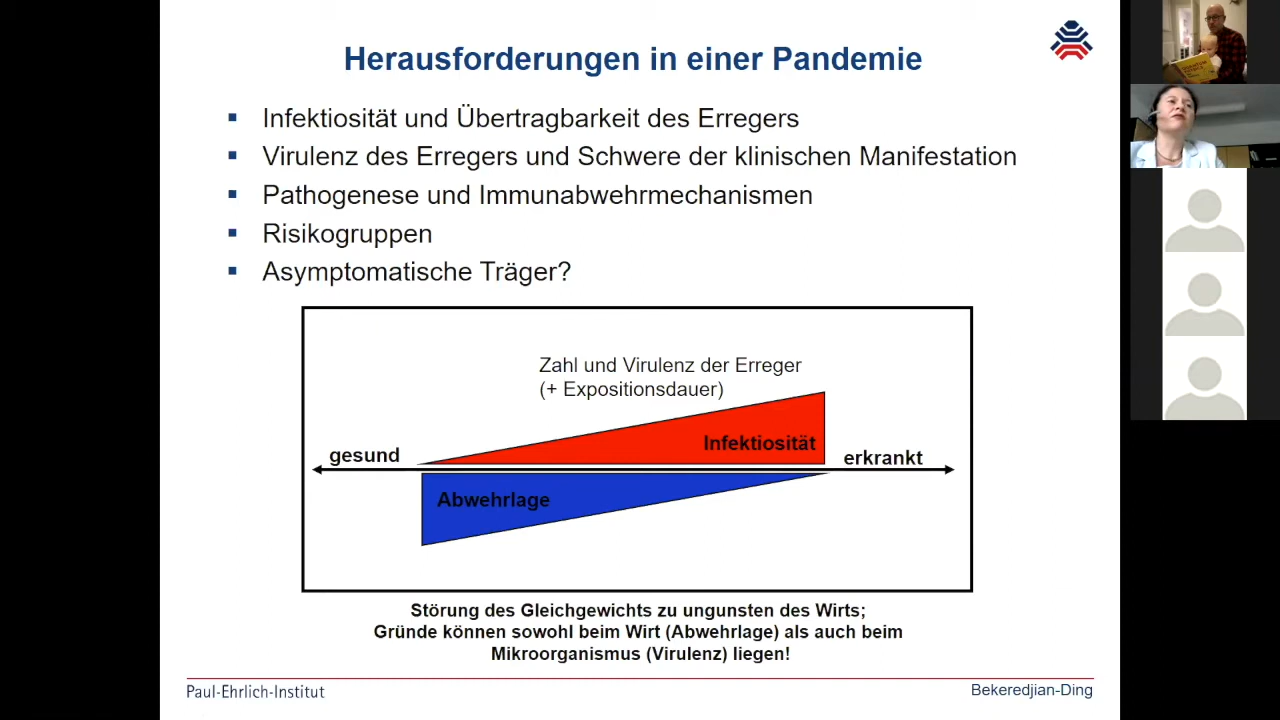 Herausforderungen in einer Pandemie
Infektiosität und Übertragbarkeit des Erregers
Virulenz des Erregers und Schwere der klinischen Manifestation
Pathogenese und Immunabwehrmechanismen
Risikogruppen
Asymptomatische Träger?
Zahl und Virulenz der Erreger
(+ Expositionsdauer)
Infektiosität
gesund
erkrankt
Abwehrlage
Störung des Gleichgewichts zu ungunsten des Wirts;
Gründe können sowohl beim Wirt (Abwehrlage) als auch beim
Mikroorganismus (Virulenz) liegen!
Paul-Ehrlich-Institut
Bekeredjian-Ding